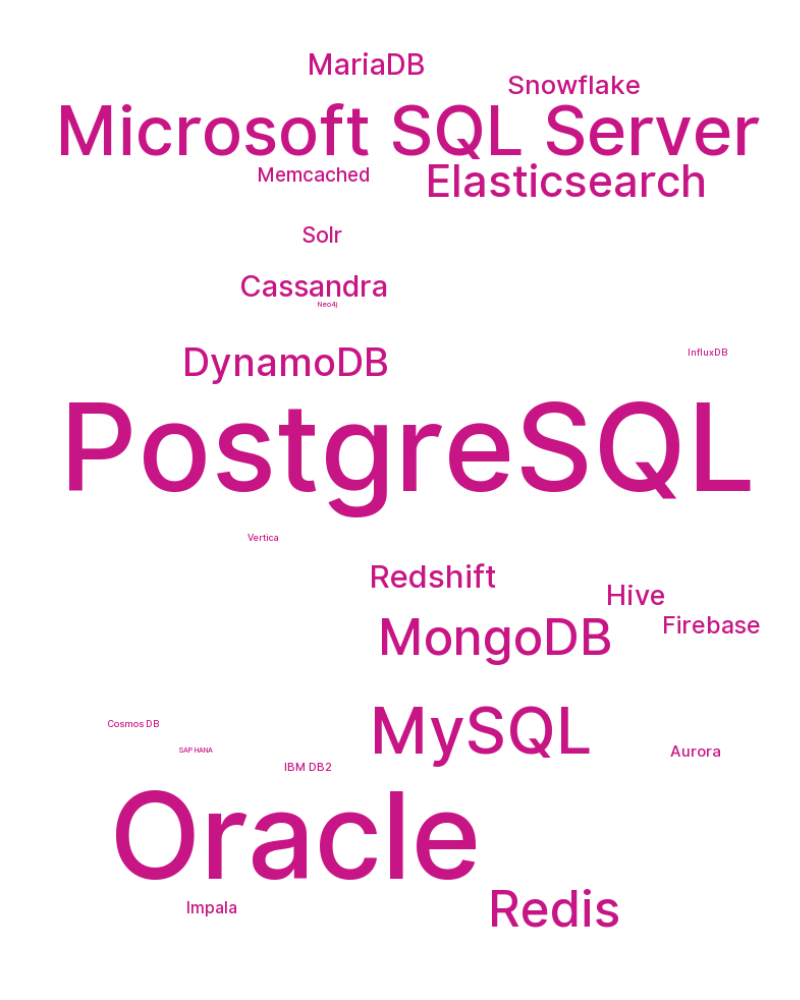 MariaDB
Snowflake
Microsoft SQL Server
Memcached
Elasticsearch
Solr
Cassandra
Neo4j
InfluxDB
DynamoDB
PostgreSQL
Vertica
Redshift
Hive
Firebase
MongoDB
Cosmos DB
MySQL
SAP HANA
Aurora
IBM DB2
Oracle
Impala
Redis